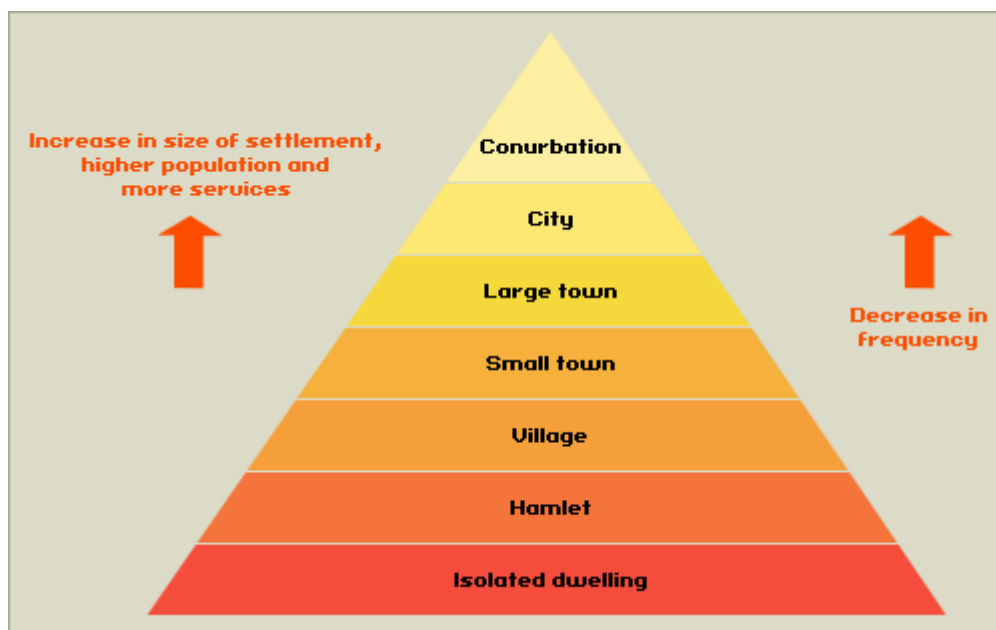 Increase in size of settlement,
higher population and
more services
Conurbation
City
Large town
Small town
Village
Hamlet
Isolated dwelling
Decrease in
frequency